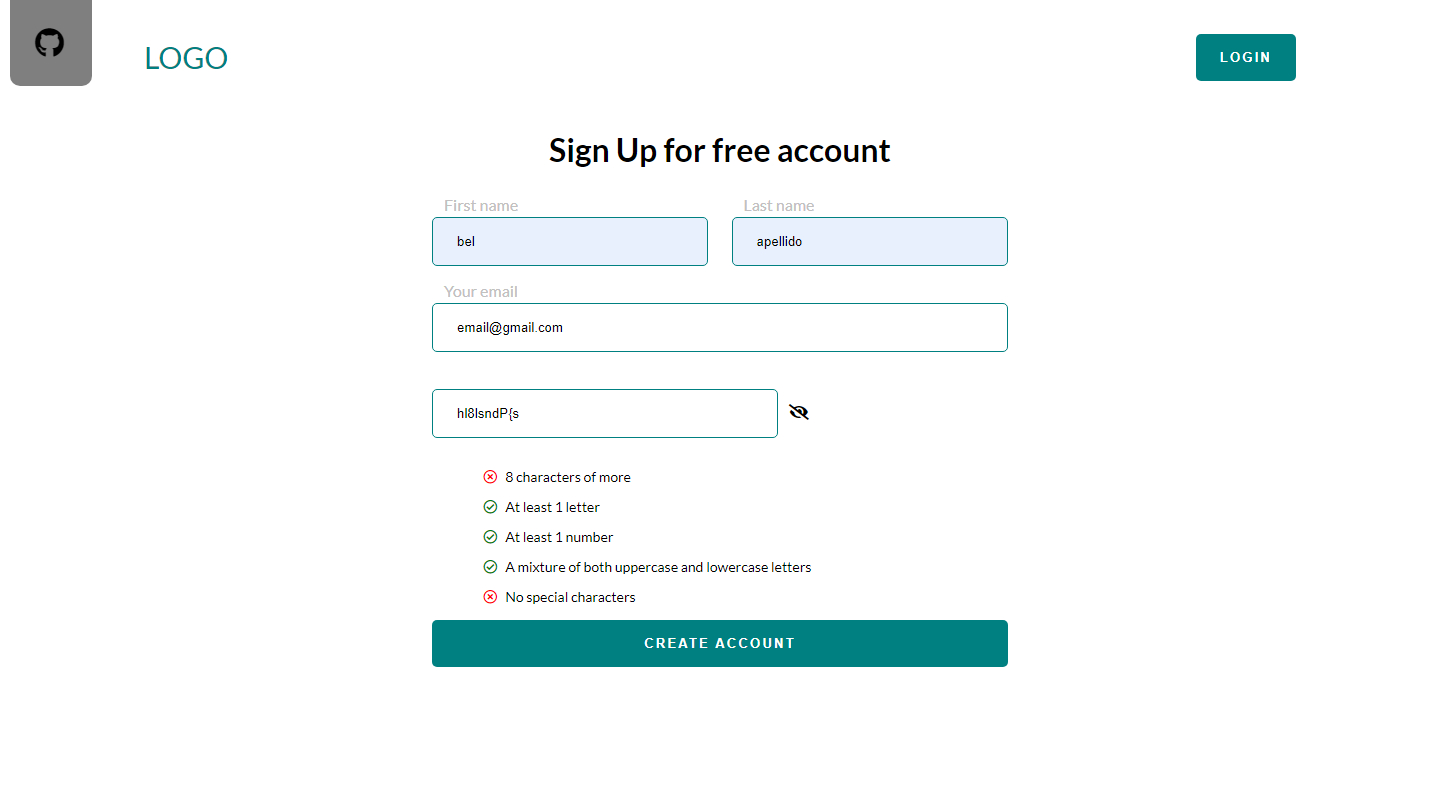 LOGO
LOGIN
Sign Up for free account
First name
Last name
bel
apellido
Your email
email@gmail.com
hl8lsndP{s
8 characters of more
At least 1 letter
At least 1 number
A mixture of both uppercase and lowercase letters
No special characters
CREATE ACCOUNT